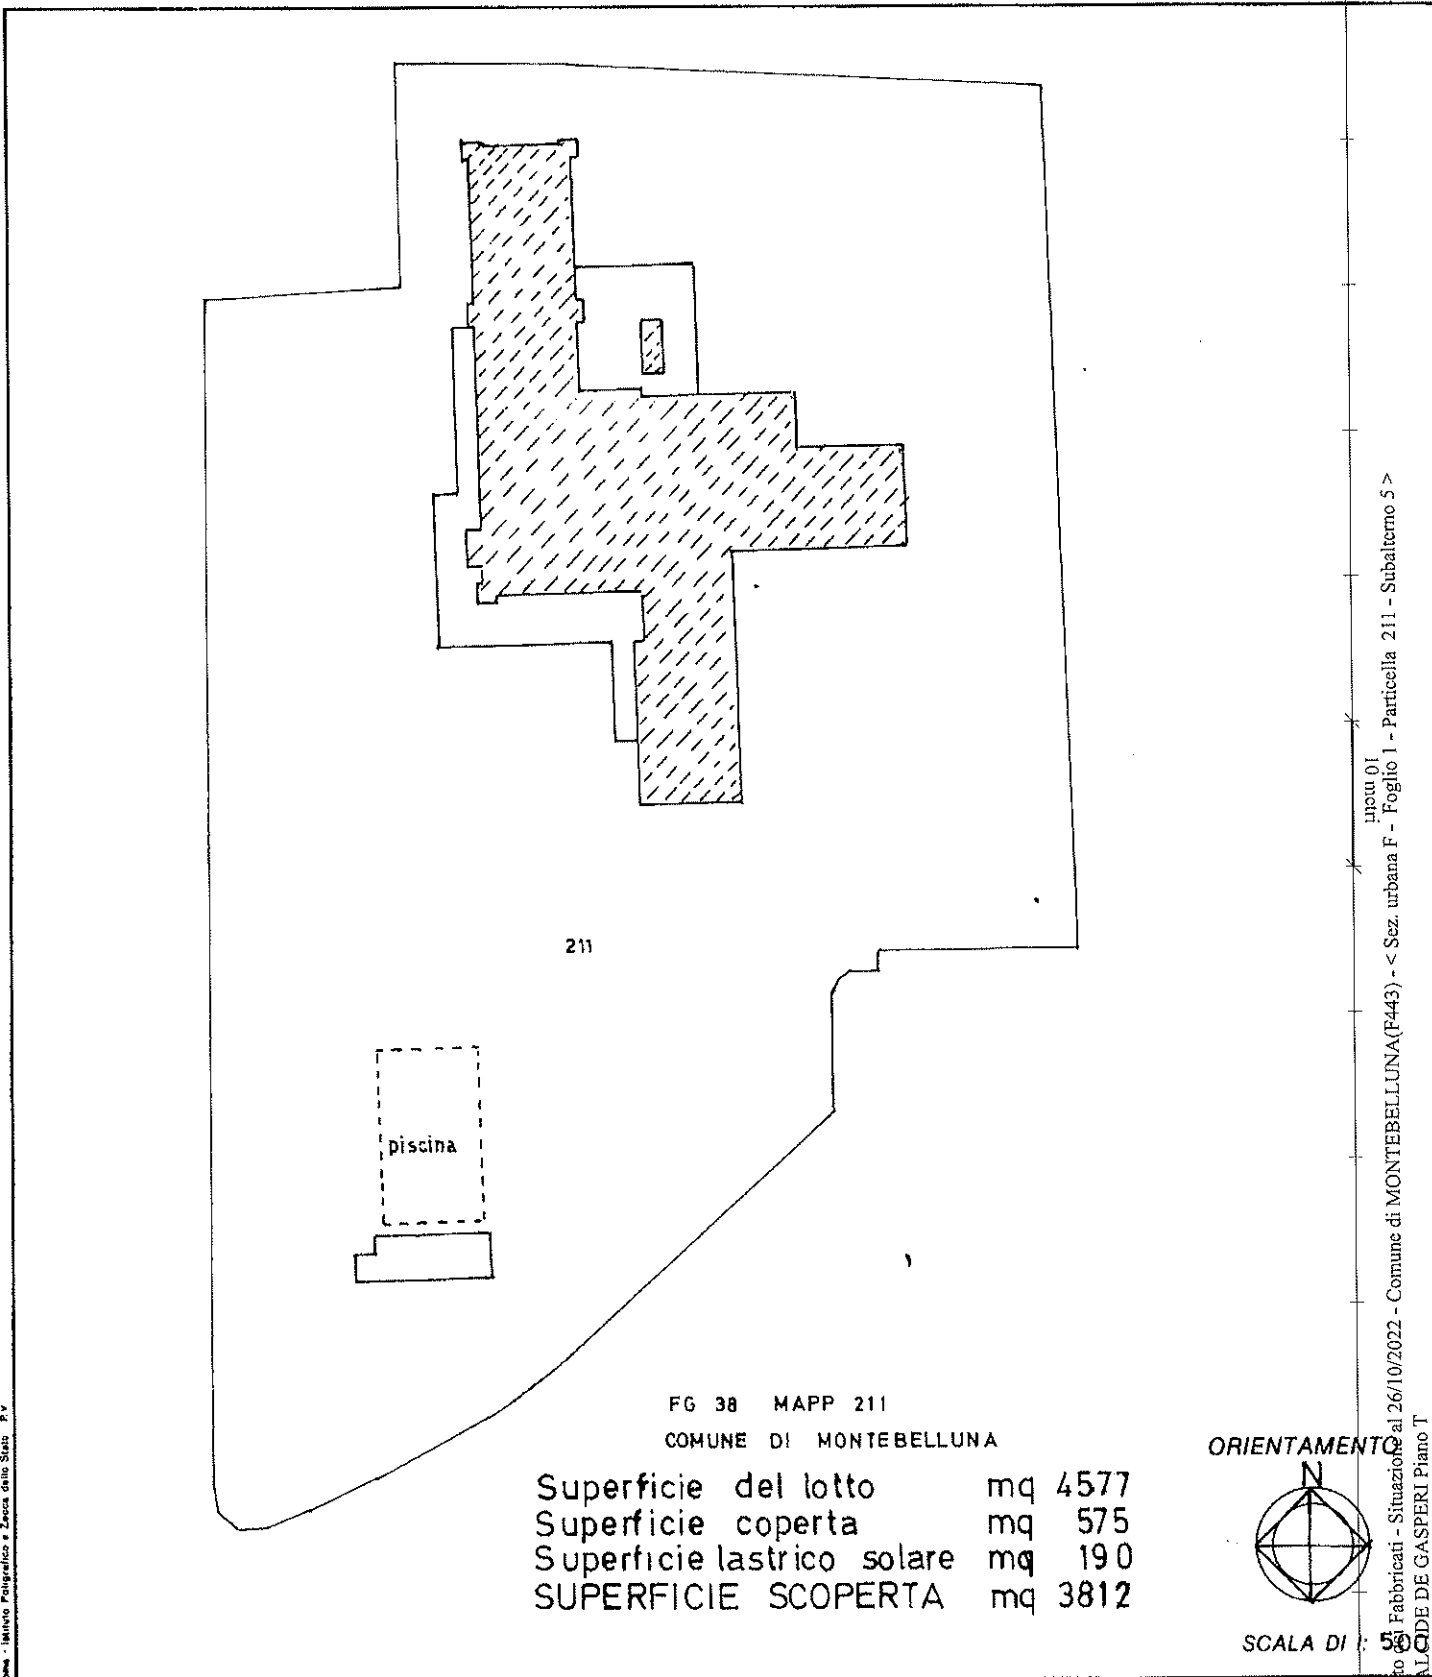 211
piscina
FG 38 MAPP 211
COMUNE DI MONTEBELLUNA
Superficie del lotto mq 4577
Superficie coperta mq 575
Superficie lastrico solare mq 190
SUPERFICIE SCOPERTA mq 3812
ORIENTAMENTO
N
SCALA DI 1: 500
10 metri
Fabbricati - Situazione al 26/10/2022 - Comune di MONTEBELLUNA(F443) - < Sez. urbana F - Foglio 1 - Particella 211 - Subalterno 5 >
ALCIDE DE GASPERI Piano T
Istituto Poligrafico e Zecca dello Stato P.V.